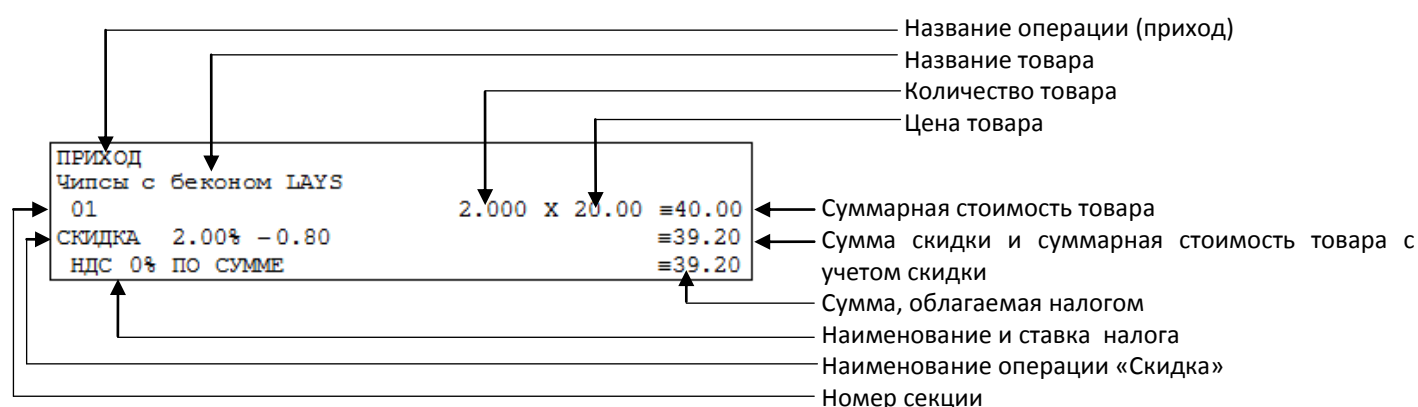 Название операции (приход)
Название товара
Количество товара
Цена товара
ПРИХОД
Чипсы с беконом LAYS
01 2.000 X 20.00 ≡40.00
СКИДКА 2.00% –0.80 ≡39.20
НДС 0% ПО СУММЕ ≡39.20
Суммарная стоимость товара
Сумма скидки и суммарная стоимость товара с
учетом скидки
Сумма, облагаемая налогом
Наименование и ставка налога
Наименование операции «Скидка»
Номер секции